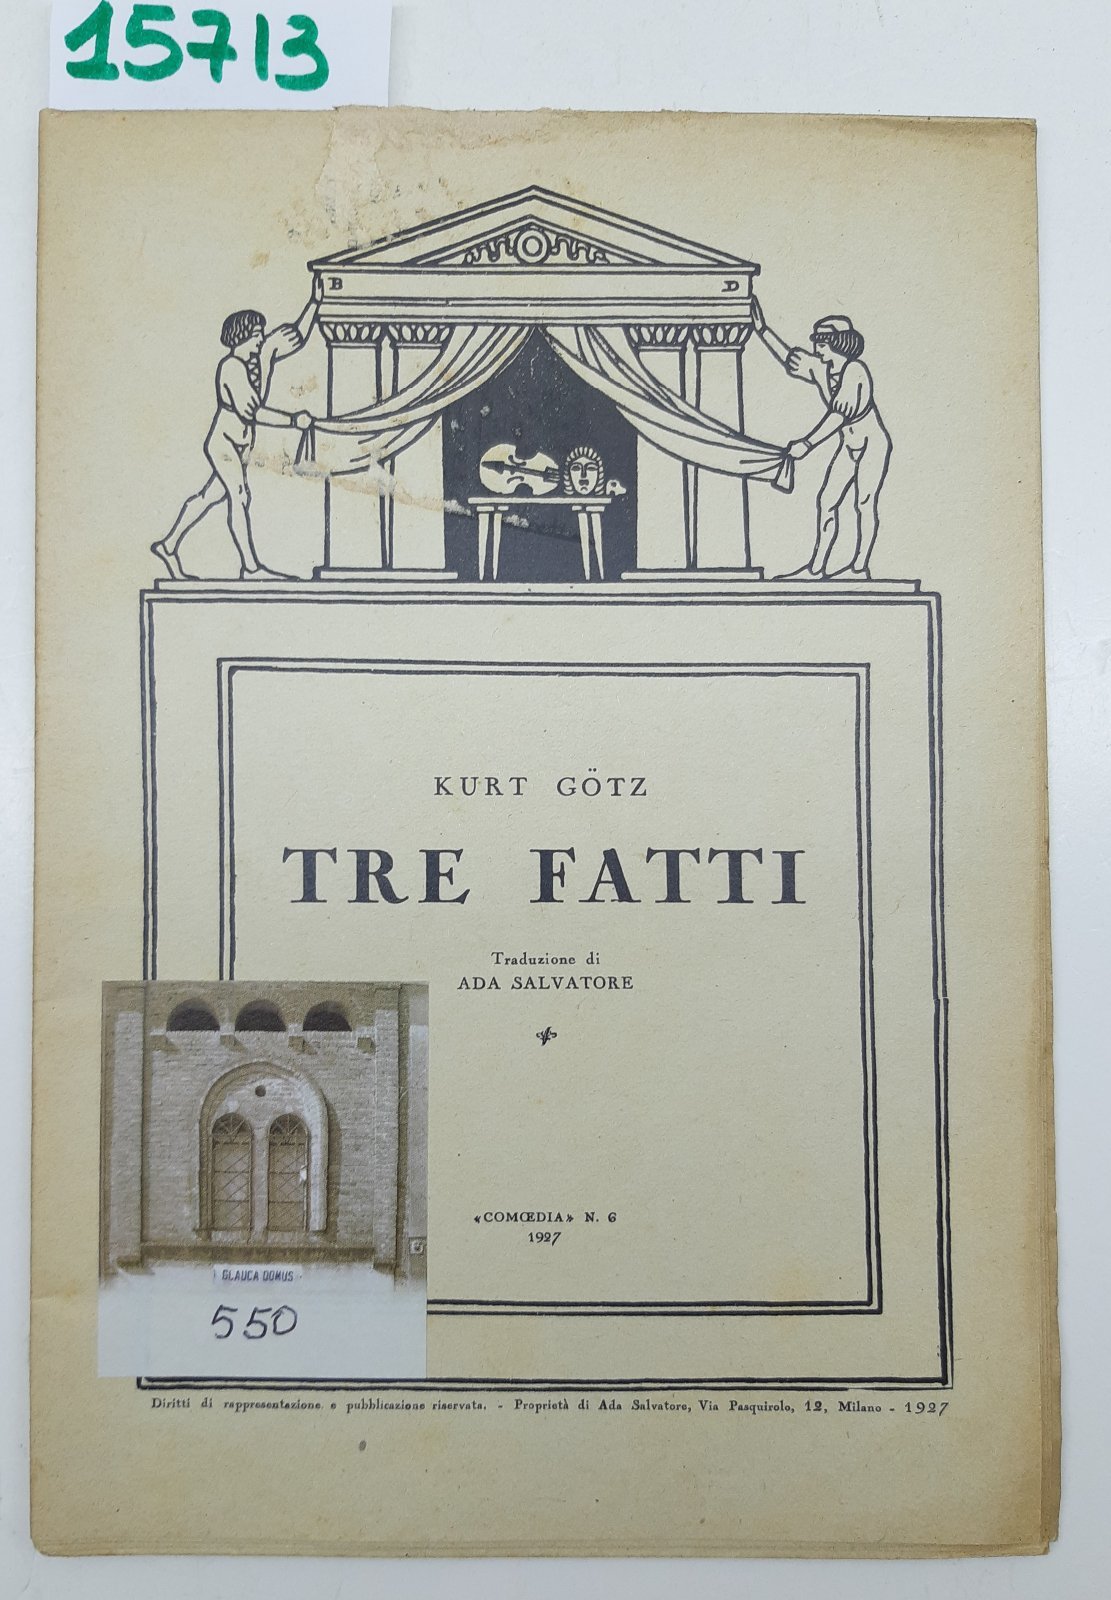 15713
B D
KURT GÖTZ
TRE FATTI
Traduzione di
ADA SALVATORE
«COMŒDIA» N. 6
1927
GLAUCA DOMUS
550
Diritti di rappresentazione e pubblicazione riservata. - Proprietà di Ada Salvatore, Via Pasquirolo, 12, Milano - 1927